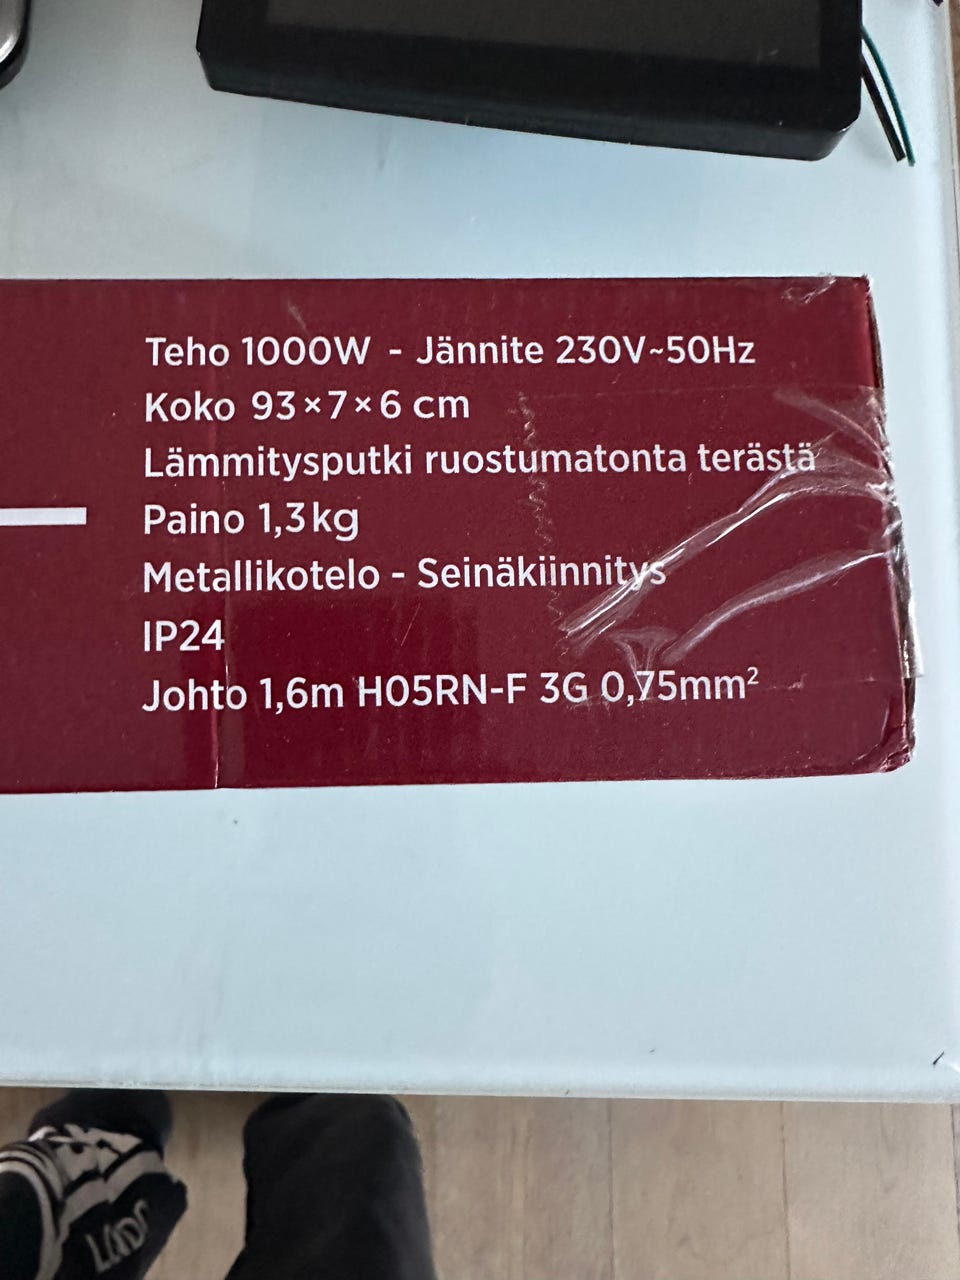 Teho 1000W - Jännite 230V~50Hz
Koko 93×7×6 cm
Lämmitysputki ruostumatonta terästä
Paino 1,3kg
Metallikotelo - Seinäkiinnitys
IP24
Johto 1,6m H05RN-F 3G 0,75mm²